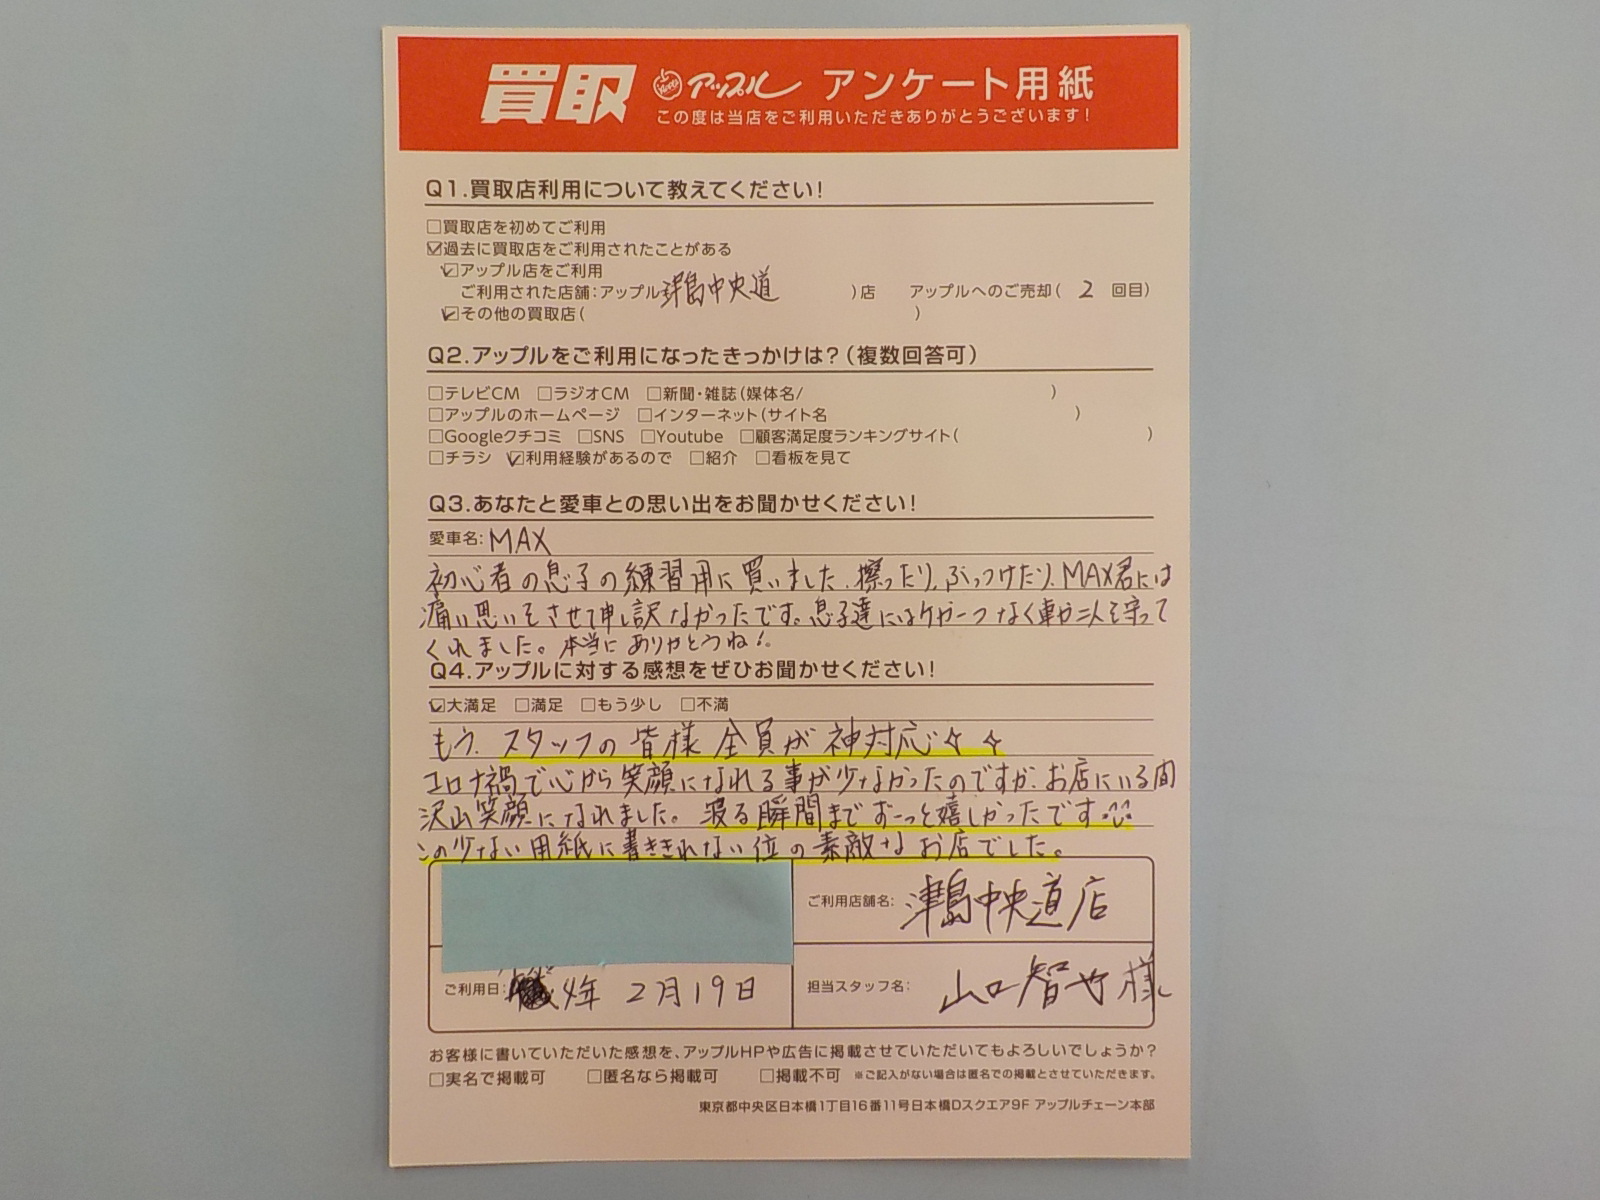 買取 アップル アンケート用紙
この度は当店をご利用いただきありがとうございます!
Q1.買取店利用について教えてください!
□買取店を初めてご利用
☑過去に買取店をご利用されたことがある
☑アップル店をご利用
ご利用された店舗:アップル 津島中央道 )店 アップルへのご売却( 2 回目)
☑その他の買取店( )
Q2.アップルをご利用になったきっかけは?(複数回答可)
□テレビCM □ラジオCM □新聞・雑誌(媒体名/ )
□アップルのホームページ □インターネット(サイト名 )
□Googleクチコミ □SNS □Youtube □顧客満足度ランキングサイト( )
□チラシ ☑利用経験があるので □紹介 □看板を見て
Q3.あなたと愛車との思い出をお聞かせください!
愛車名: MAX
初心者の息子の練習用に買いました、擦ったり、ぶっつけたり、MAX君には
痛い思いをさせて申し訳なかったです。息子達にはケガ一つなく車が二人を守って
くれました。本当にありがとうね!
Q4.アップルに対する感想をぜひお聞かせください!
☑大満足 □満足 □もう少し □不満
もう、スタッフの皆様全員が神対応☆☆
コロナ禍で心から笑顔になれる事が少なかったのですが、お店にいる間
沢山笑顔になれました。渡る瞬間までずーっと嬉しかったです
この少ない用紙に書ききれない位の素敵なお店でした。
ご利用店舗名: 津島中央道店
ご利用日: 4年 2月19日
担当スタッフ名: 山口智也様
お客様に書いていただいた感想を、アップルHPや広告に掲載させていただいてもよろしいでしょうか?
□実名で掲載可 □匿名なら掲載可 □掲載不可 ※ご記入がない場合は匿名での掲載とさせていただきます。
東京都中央区日本橋1丁目16番11号日本橋Dスクエア9F アップルチェーン本部